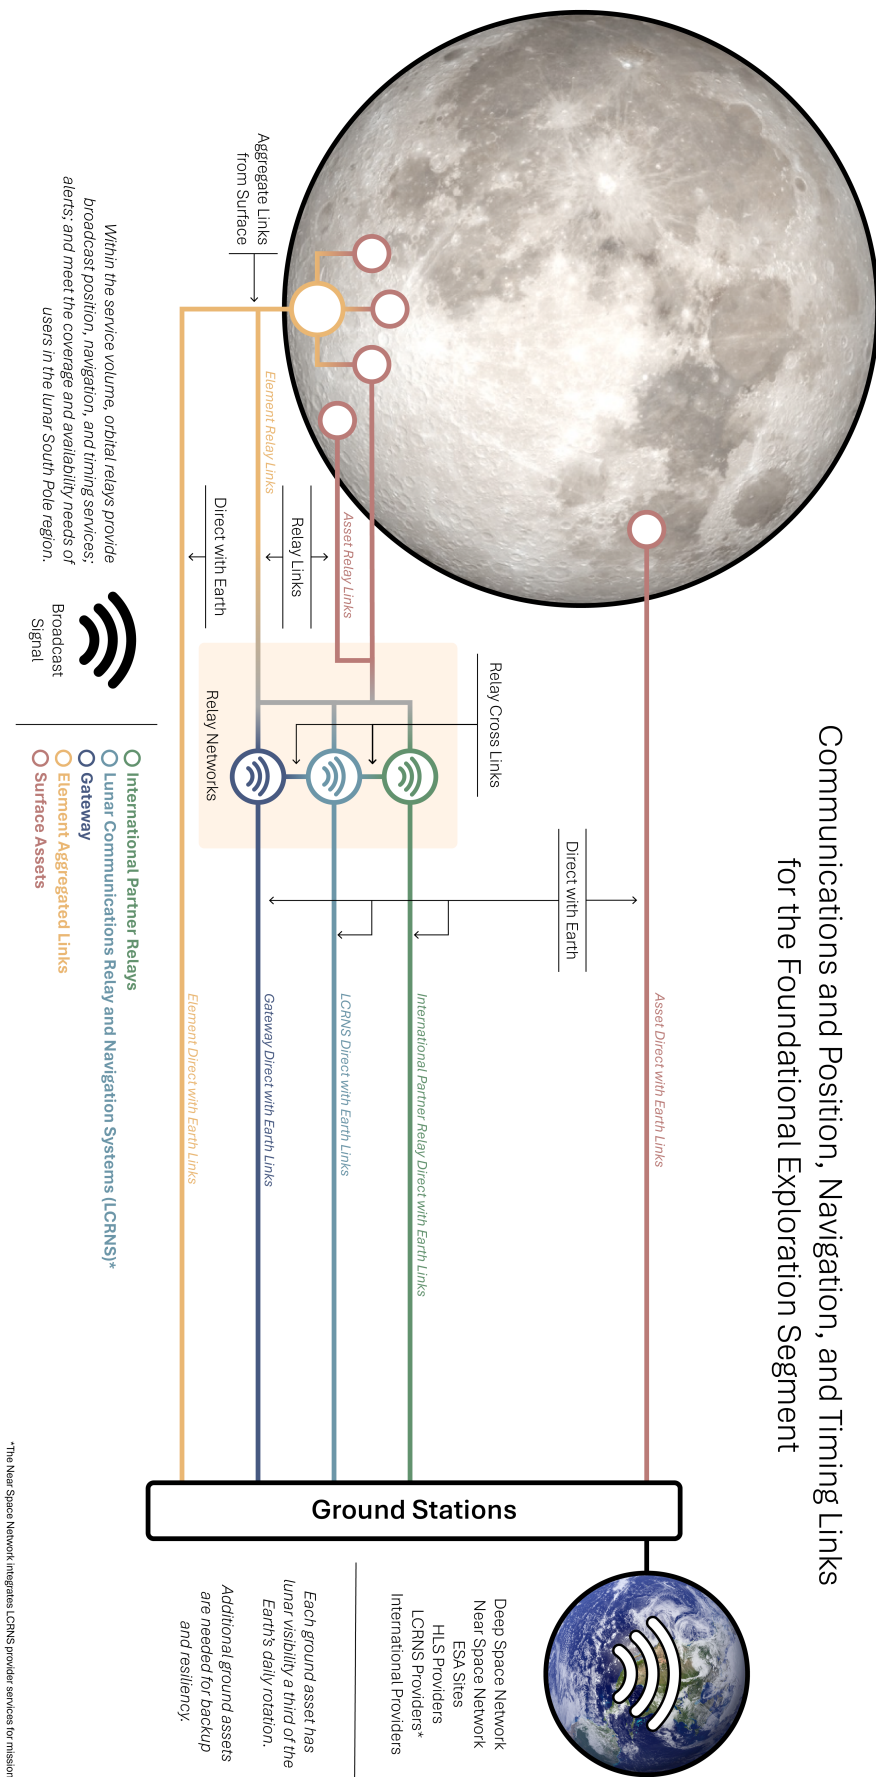 Communications and Position, Navigation, and Timing Links
for the Foundational Exploration Segment
Asset Direct with Earth Links
Direct with Earth
Relay Cross Links
International Partner Relay Direct with Earth Links
LCRNS Direct with Earth Links
Gateway Direct with Earth Links
Element Direct with Earth Links
Asset Relay Links
Relay Links
Element Relay Links
Direct with Earth
Relay Networks
Aggregate Links
from Surface
Ground Stations
Deep Space Network
Near Space Network
ESA Sites
HLS Providers
LCRNS Providers*
International Providers
Each ground asset has
lunar visibility a third of the
Earth's daily rotation.
Additional ground assets
are needed for backup
and resiliency.
Within the service volume, orbital relays provide
broadcast position, navigation, and timing services;
alerts; and meet the coverage and availability needs of
users in the lunar South Pole region.
Broadcast
Signal
International Partner Relays
Lunar Communications Relay and Navigation Systems (LCRNS)*
Gateway
Element Aggregated Links
Surface Assets
*The Near Space Network integrates LCRNS provider services for mission